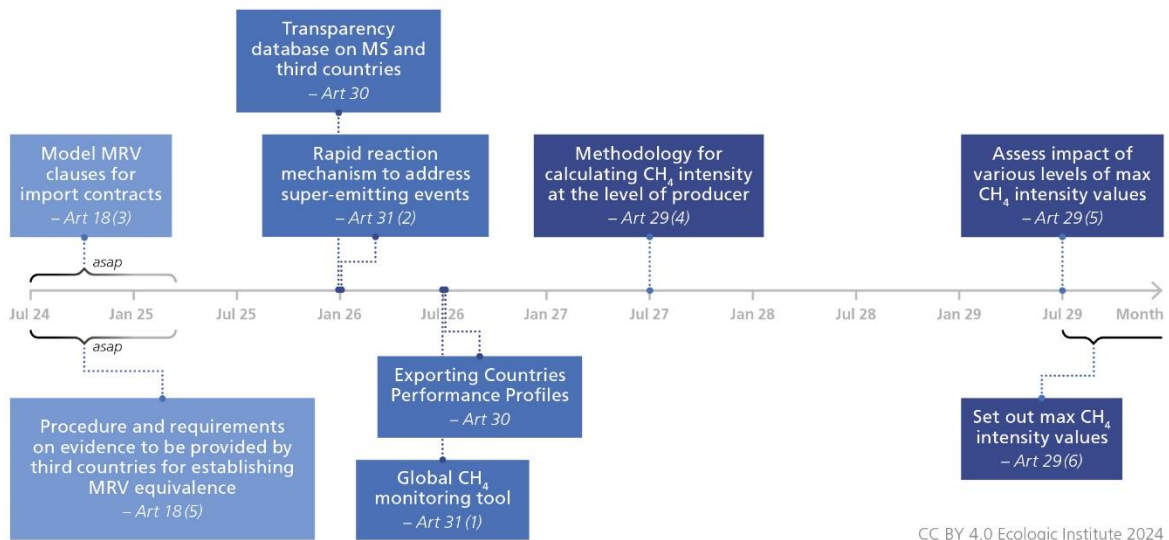 Transparency
database on MS and
third countries
– Art 30
Model MRV
clauses for
import contracts
– Art 18(3)
Rapid reaction
mechanism to address
super-emitting events
– Art 31(2)
Methodology for
calculating CH₄ intensity
at the level of producer
– Art 29(4)
Assess impact of
various levels of max
CH₄ intensity values
– Art 29(5)
asap
Jul 24 Jan 25 Jul 25 Jan 26 Jul 26 Jan 27 Jul 27 Jan 28 Jul 28 Jan 29 Jul 29 Month
asap
Exporting Countries
Performance Profiles
– Art 30
Procedure and requirements
on evidence to be provided by
third countries for establishing
MRV equivalence
– Art 18(5)
Set out max CH₄
intensity values
– Art 29(6)
Global CH₄
monitoring tool
– Art 31(1)
CC BY 4.0 Ecologic Institute 2024